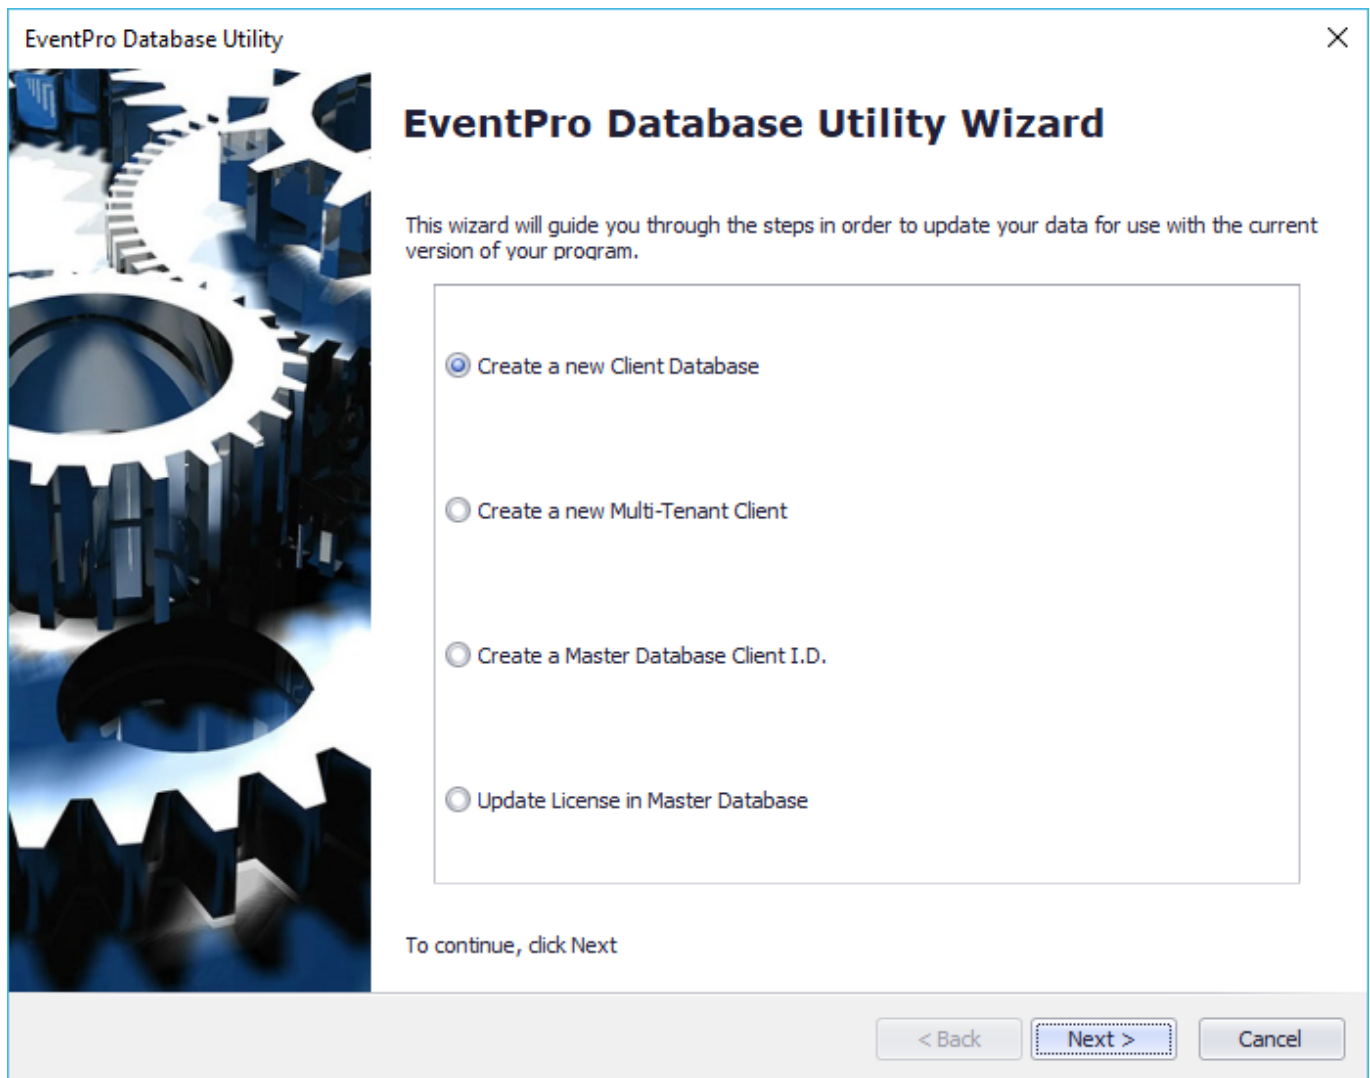 EventPro Database Utility
EventPro Database Utility Wizard
This wizard will guide you through the steps in order to update your data for use with the current
version of your program.
Create a new Client Database
Create a new Multi-Tenant Client
Create a Master Database Client I.D.
Update License in Master Database
To continue, click Next
< Back Next > Cancel